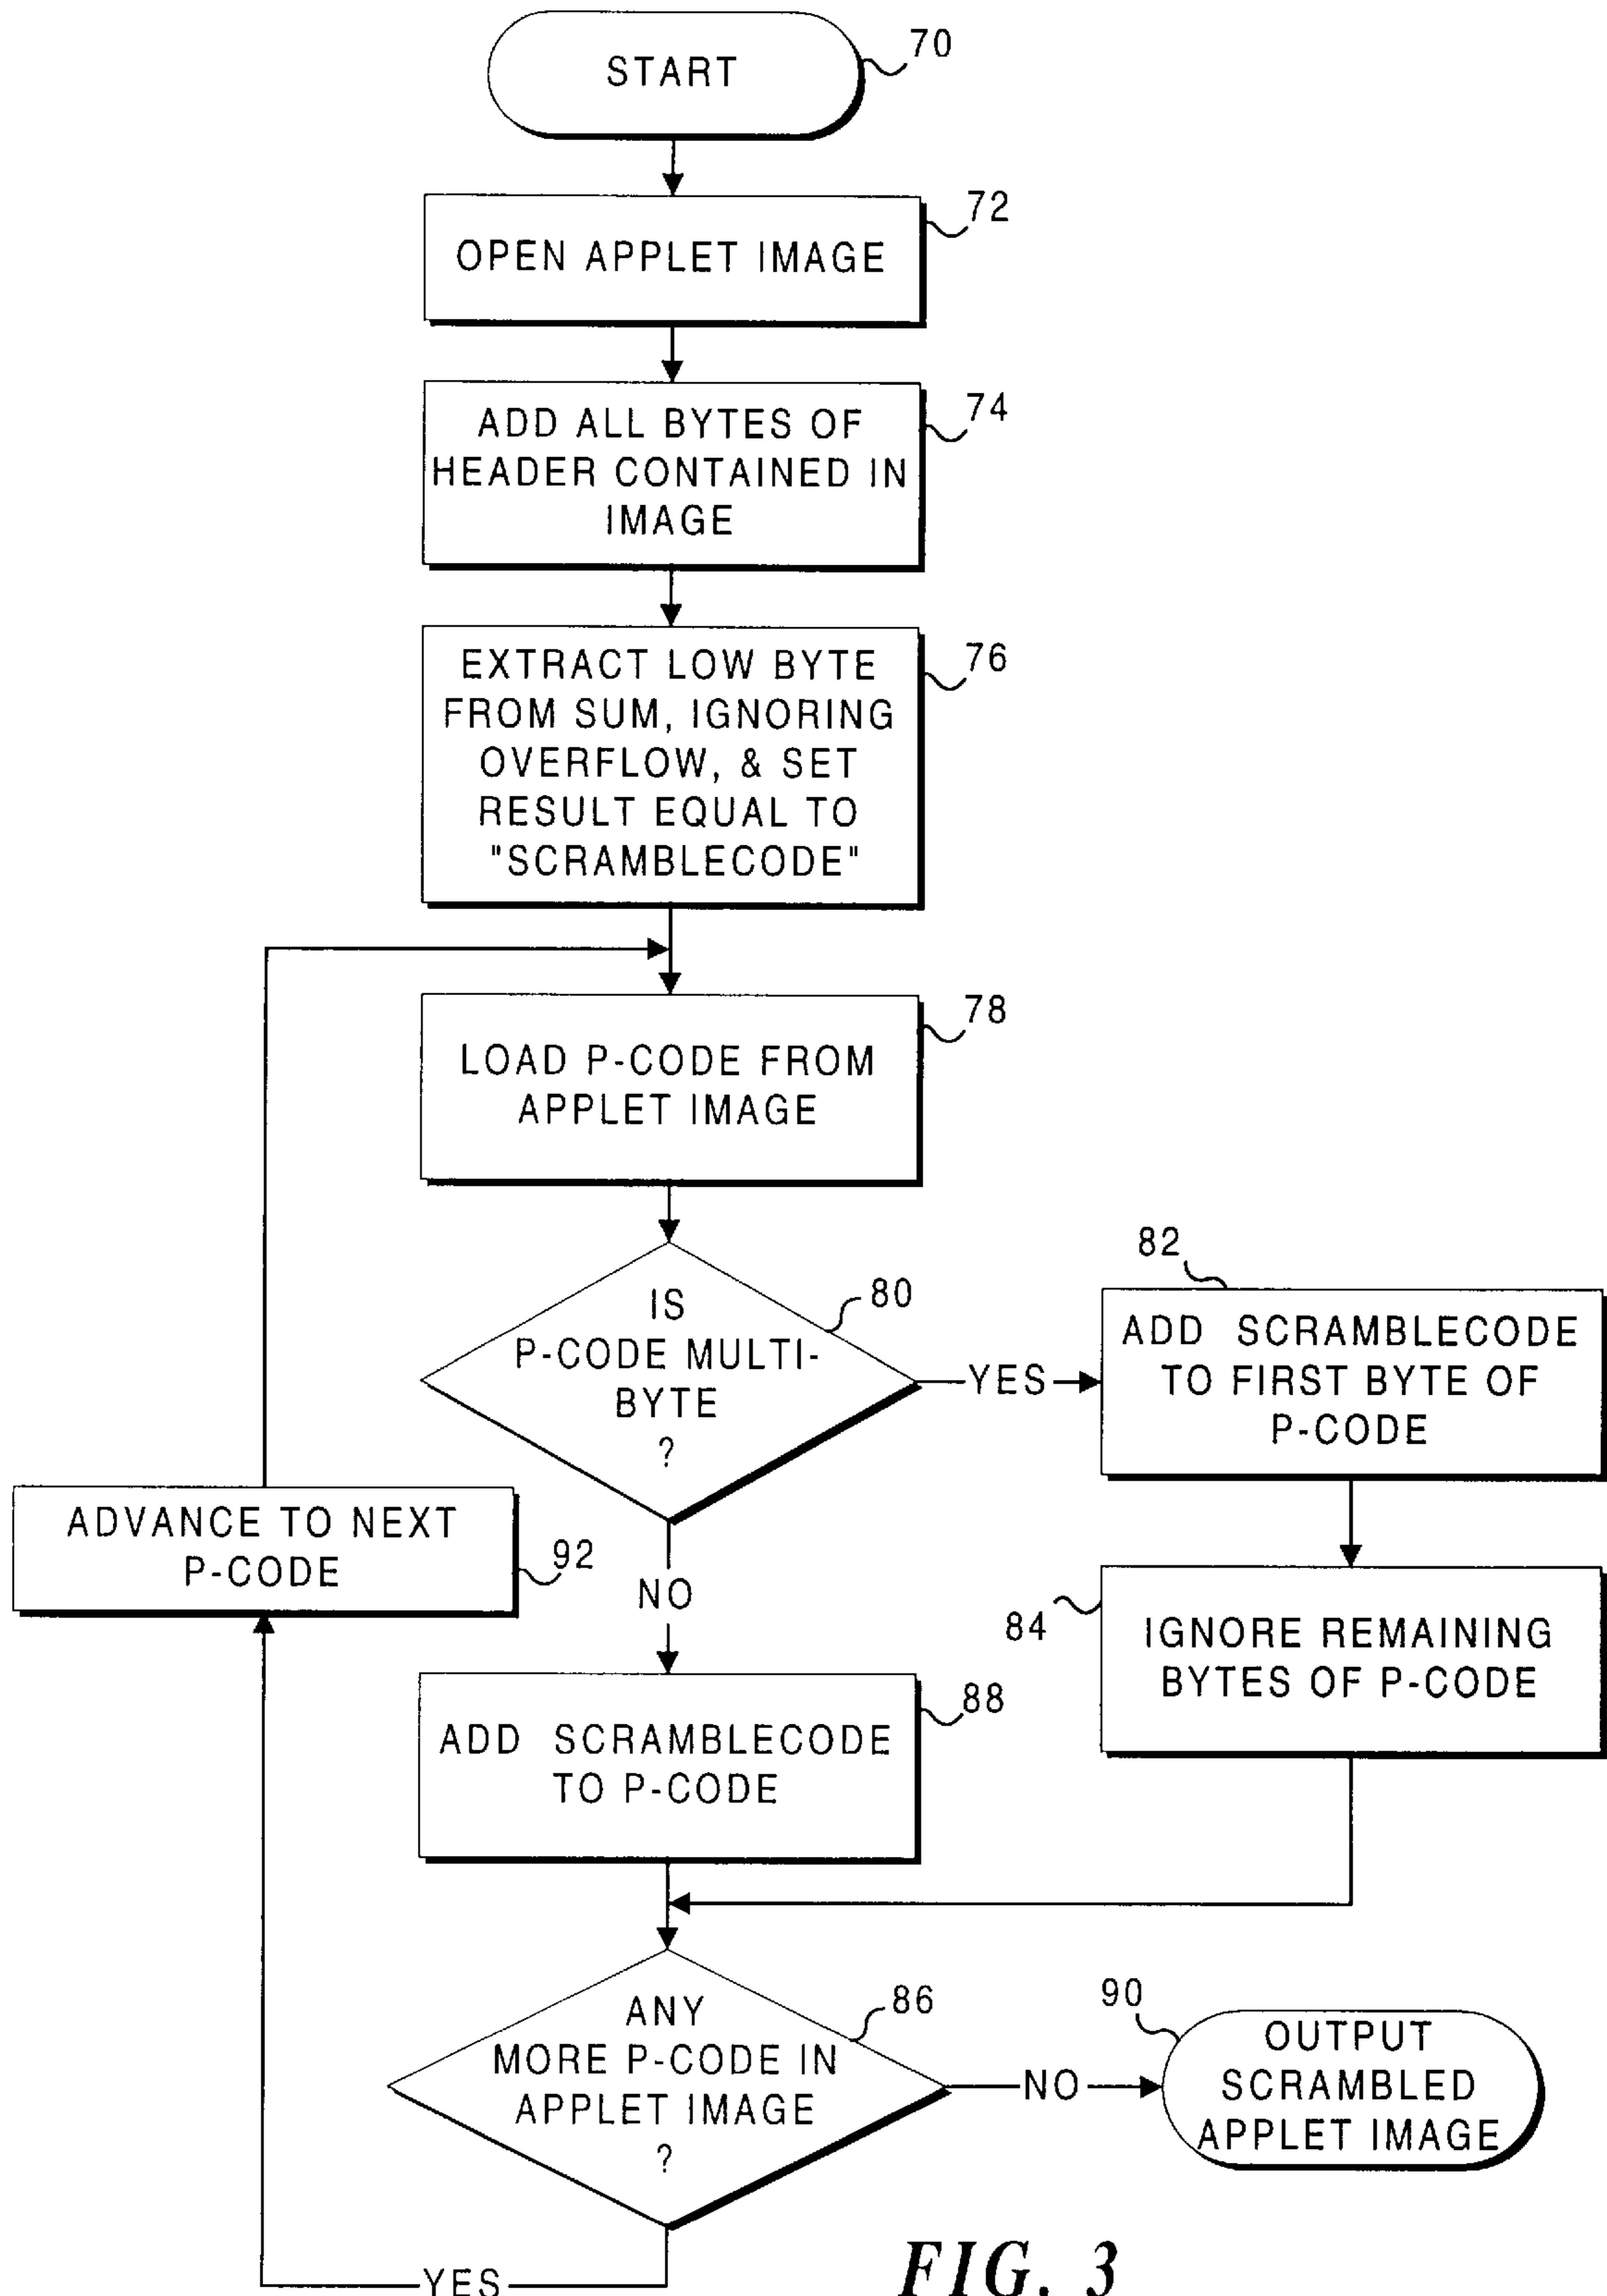 START
70
OPEN APPLET IMAGE
72
ADD ALL BYTES OF
HEADER CONTAINED IN
IMAGE
74
EXTRACT LOW BYTE
FROM SUM, IGNORING
OVERFLOW, & SET
RESULT EQUAL TO
"SCRAMBLECODE"
76
LOAD P-CODE FROM
APPLET IMAGE
78
IS
P-CODE MULTI-
BYTE
?
80
YES
82
ADD SCRAMBLECODE
TO FIRST BYTE OF
P-CODE
ADVANCE TO NEXT
P-CODE
92
NO
84
IGNORE REMAINING
BYTES OF P-CODE
ADD SCRAMBLECODE
TO P-CODE
88
ANY
MORE P-CODE IN
APPLET IMAGE
?
86
NO
90
OUTPUT
SCRAMBLED
APPLET IMAGE
YES
FIG. 3